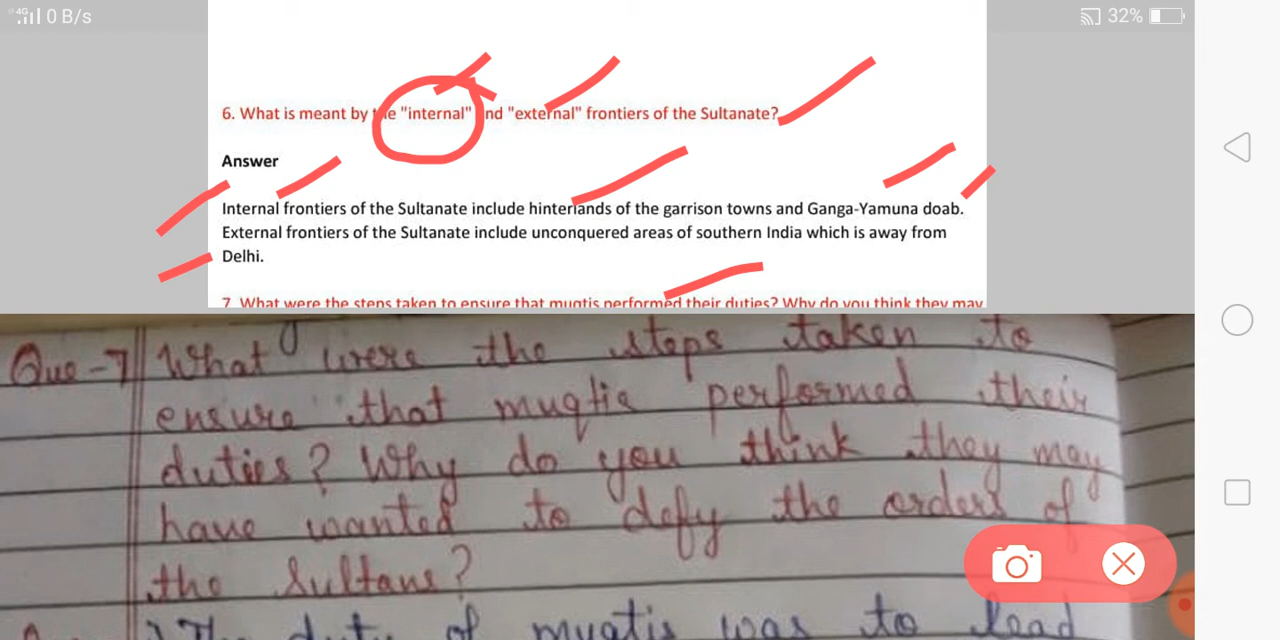 4G 0 B/s 32%
6. What is meant by the "internal" and "external" frontiers of the Sultanate?
Answer
Internal frontiers of the Sultanate include hinterlands of the garrison towns and Ganga-Yamuna doab.
External frontiers of the Sultanate include unconquered areas of southern India which is away from
Delhi.
7. What were the steps taken to ensure that muqtis performed their duties? Why do you think they may
Que-7 What were the steps taken to
ensure that muqtis performed their
duties? Why do you think they may
have wanted to defy the orders of
the Sultans?
The duty of muqtis was to lead